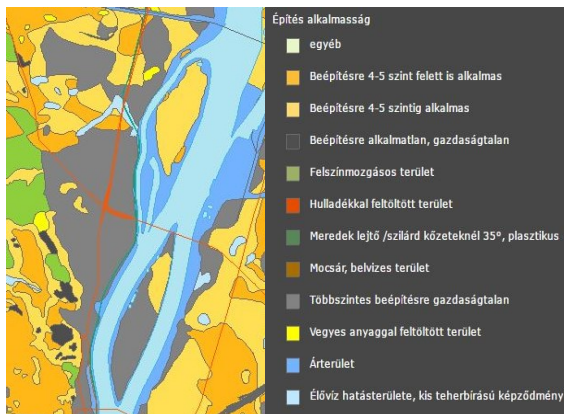 Építés alkalmasság
egyéb
Beépítésre 4-5 szint felett is alkalmas
Beépítésre 4-5 szintig alkalmas
Beépítésre alkalmatlan, gazdaságtalan
Felszínmozgásos terület
Hulladékkal feltöltött terület
Meredek lejtő /szilárd kőzeteknél 35º, plasztikus
Mocsár, belvizes terület
Többszintes beépítésre gazdaságtalan
Vegyes anyaggal feltöltött terület
Árterület
Élővíz hatásterülete, kis teherbírású képződmény